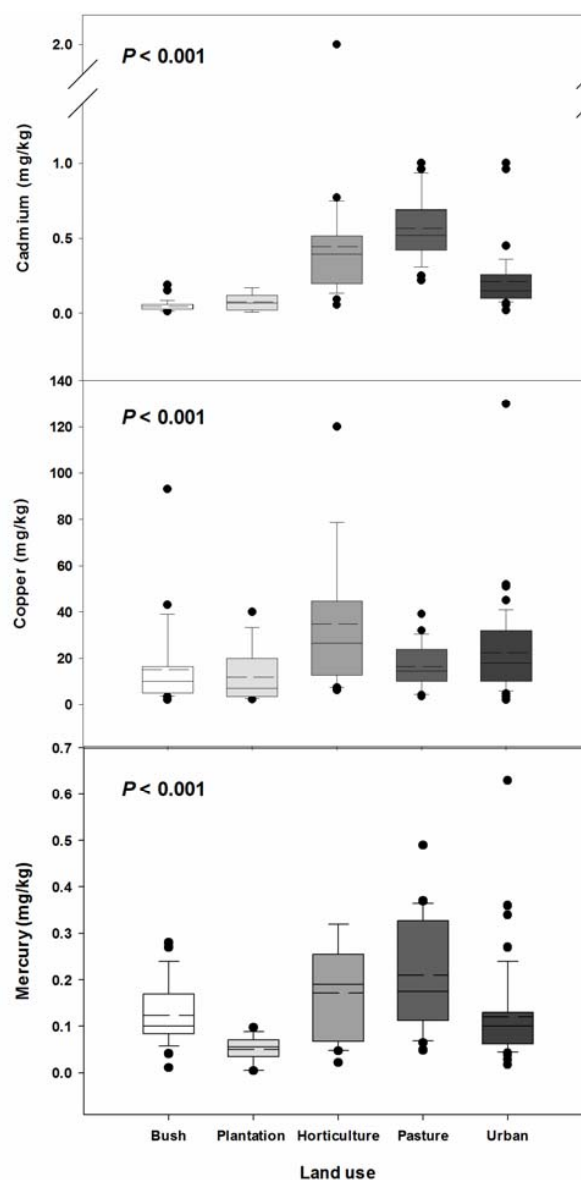 P < 0.001
2.0
1.0
0.5
0.0
Cadmium (mg/kg)
P < 0.001
140
120
100
80
60
40
20
0
Copper (mg/kg)
P < 0.001
0.7
0.6
0.5
0.4
0.3
0.2
0.1
0.0
Mercury (mg/kg)
Bush Plantation Horticulture Pasture Urban
Land use